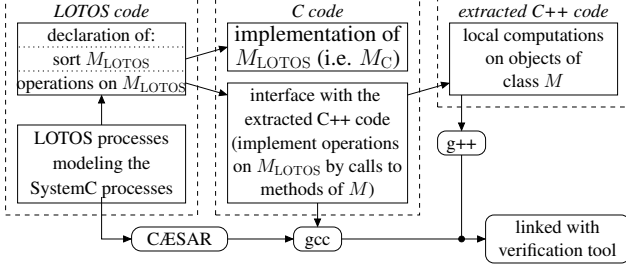 LOTOS code
C code
extracted C++ code
declaration of:
sort M_LOTOS
operations on M_LOTOS
implementation of
M_LOTOS (i.e. M_C)
local computations
on objects of
class M
interface with the
extracted C++ code
(implement operations
on M_LOTOS by calls to
methods of M)
LOTOS processes
modeling the
SystemC processes
g++
CÆSAR
gcc
linked with
verification tool